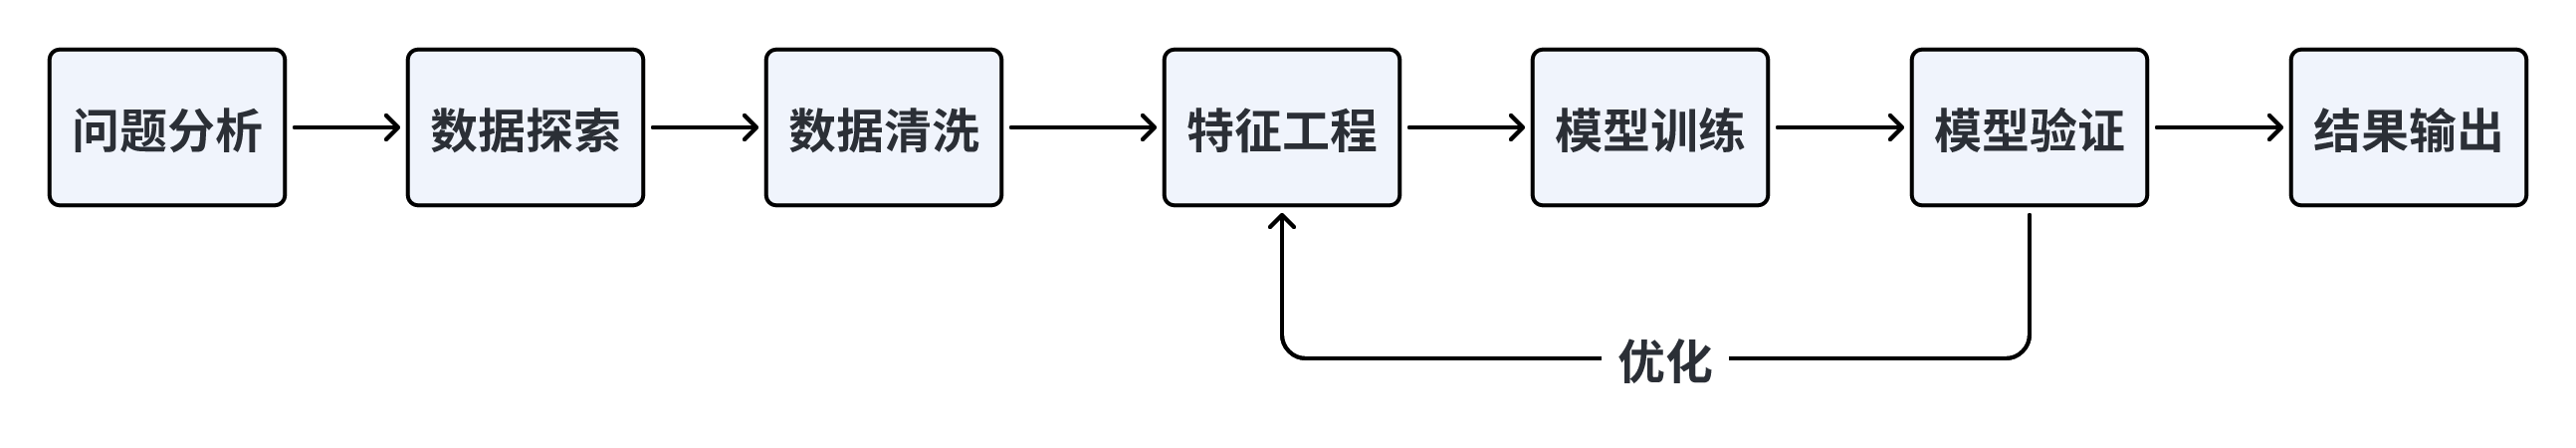 问题分析
数据探索
数据清洗
特征工程
模型训练
模型验证
结果输出
优化